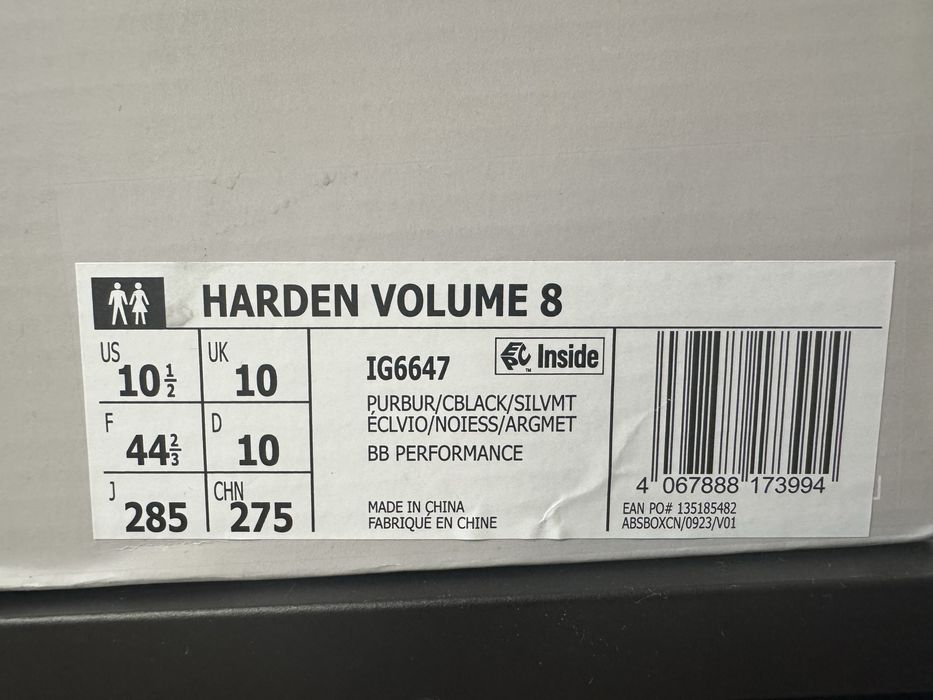 HARDEN VOLUME 8
US 10½
UK 10
F 44⅔
D 10
J 285
CHN 275
IG6647
EPC™ Inside
PURBUR/CBLACK/SILVMT
ÉCLVIO/NOIESS/ARGMET
BB PERFORMANCE
MADE IN CHINA
FABRIQUÉ EN CHINE
4 067888 173994
EAN PO# 135185482
ABSBOXCN/0923/V01